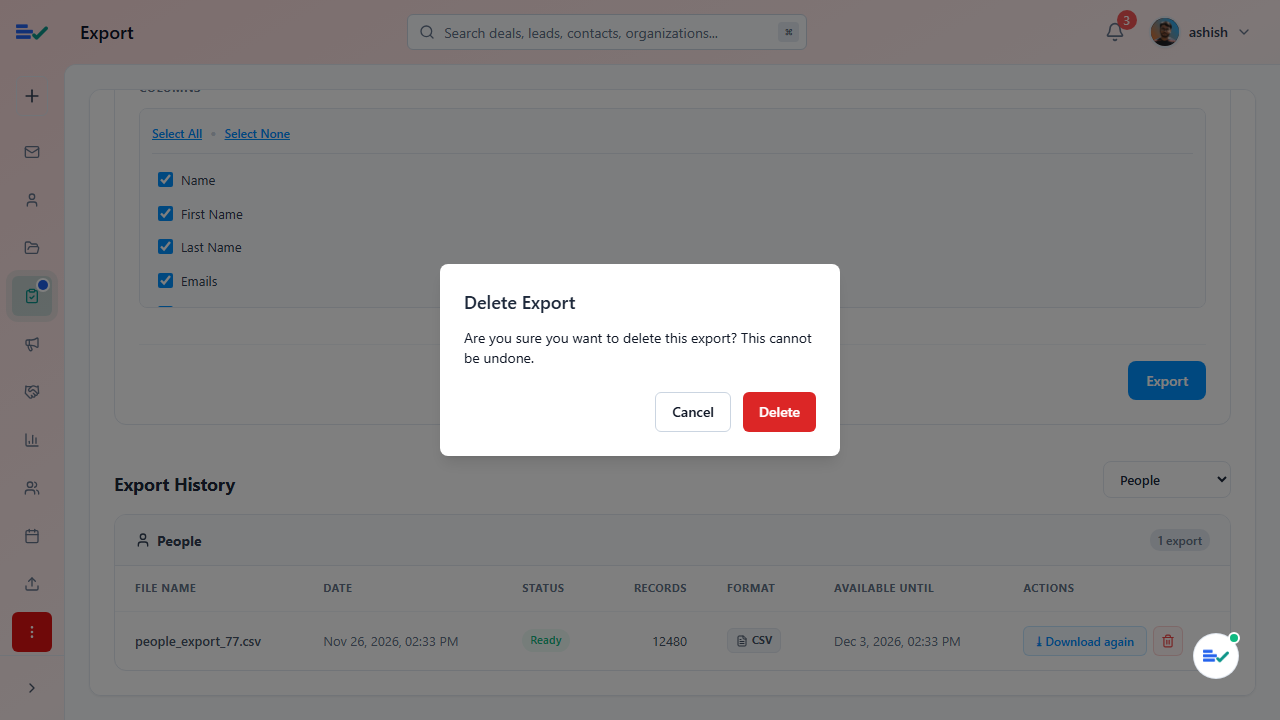 Export
Search deals, leads, contacts, organizations...
⌘
3
ashish
COLUMNS
Select All • Select None
Name
First Name
Last Name
Emails
Delete Export
Are you sure you want to delete this export? This cannot
be undone.
Cancel
Delete
Export
Export History
People
People
1 export
FILE NAME DATE STATUS RECORDS FORMAT AVAILABLE UNTIL ACTIONS
people_export_77.csv Nov 26, 2026, 02:33 PM Ready 12480 CSV Dec 3, 2026, 02:33 PM Download again